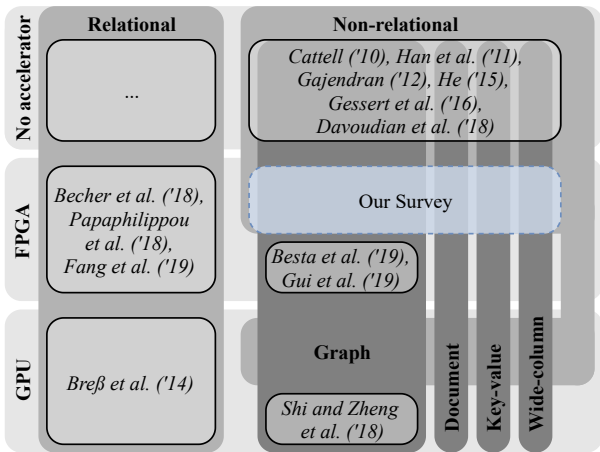 Relational
Non-relational
No accelerator
...
Cattell ('10), Han et al. ('11),
Gajendran ('12), He ('15),
Gessert et al. ('16),
Davoudian et al. ('18)
FPGA
Becher et al. ('18),
Papaphilippou
et al. ('18),
Fang et al. ('19)
Our Survey
Besta et al. ('19),
Gui et al. ('19)
GPU
Breß et al. ('14)
Graph
Shi and Zheng
et al. ('18)
Document
Key-value
Wide-column